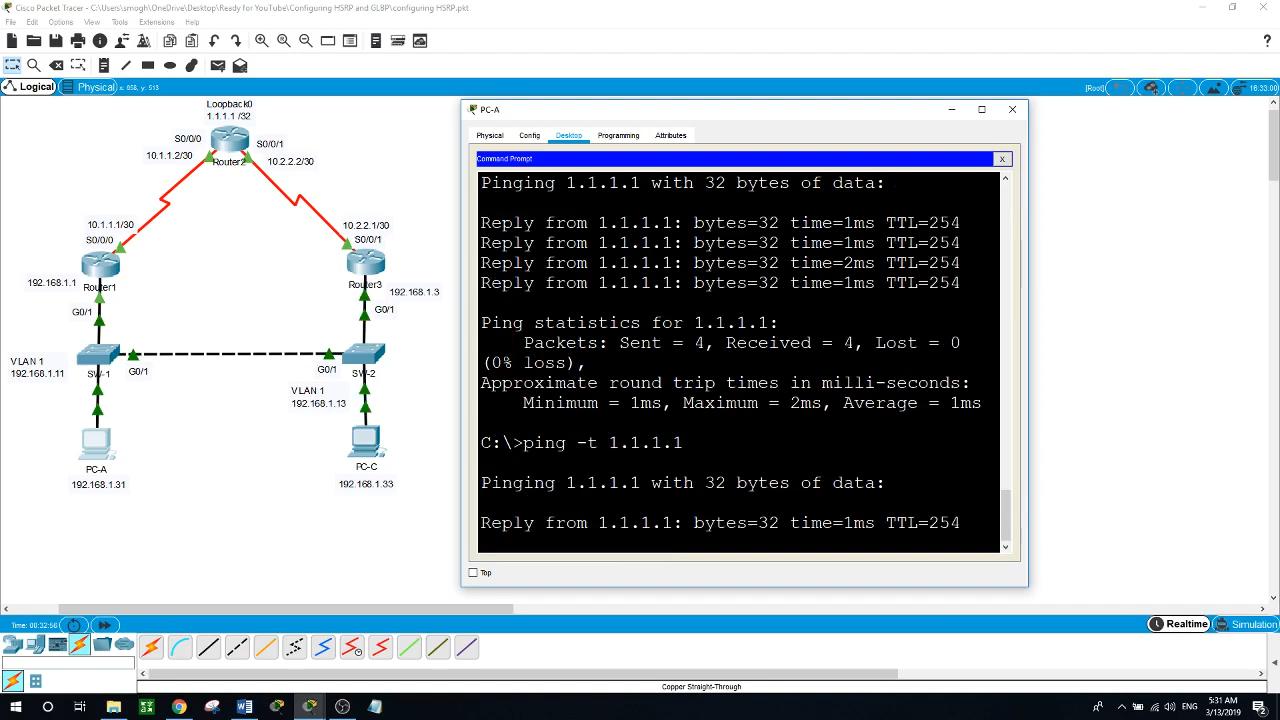 Cisco Packet Tracer - C:\Users\smogh\OneDrive\Desktop\Ready for YouTube\Configuring HSRP and GLBP\configuring HSRP.pkt
File Edit Options View Tools Extensions Help
Logical Physical x: 858, y: 513 [Root] 16:33:00
Loopback0
1.1.1.1 /32
S0/0/0 S0/0/1
10.1.1.2/30 Router2 10.2.2.2/30
10.1.1.1/30 10.2.2.1/30
S0/0/0 S0/0/1
192.168.1.1 Router1 Router3 192.168.1.3
G0/1 G0/1
VLAN 1
192.168.1.11
SW-1 G0/1 G0/1 SW-2
VLAN 1
192.168.1.13
PC-A PC-C
192.168.1.31 192.168.1.33
PC-A
Physical Config Desktop Programming Attributes
Command Prompt X
Pinging 1.1.1.1 with 32 bytes of data:
Reply from 1.1.1.1: bytes=32 time=1ms TTL=254
Reply from 1.1.1.1: bytes=32 time=1ms TTL=254
Reply from 1.1.1.1: bytes=32 time=2ms TTL=254
Reply from 1.1.1.1: bytes=32 time=1ms TTL=254
Ping statistics for 1.1.1.1:
Packets: Sent = 4, Received = 4, Lost = 0
(0% loss),
Approximate round trip times in milli-seconds:
Minimum = 1ms, Maximum = 2ms, Average = 1ms
C:\>ping -t 1.1.1.1
Pinging 1.1.1.1 with 32 bytes of data:
Reply from 1.1.1.1: bytes=32 time=1ms TTL=254
Top
Time: 00:32:56 Realtime Simulation
Copper Straight-Through
5:31 AM
3/13/2019